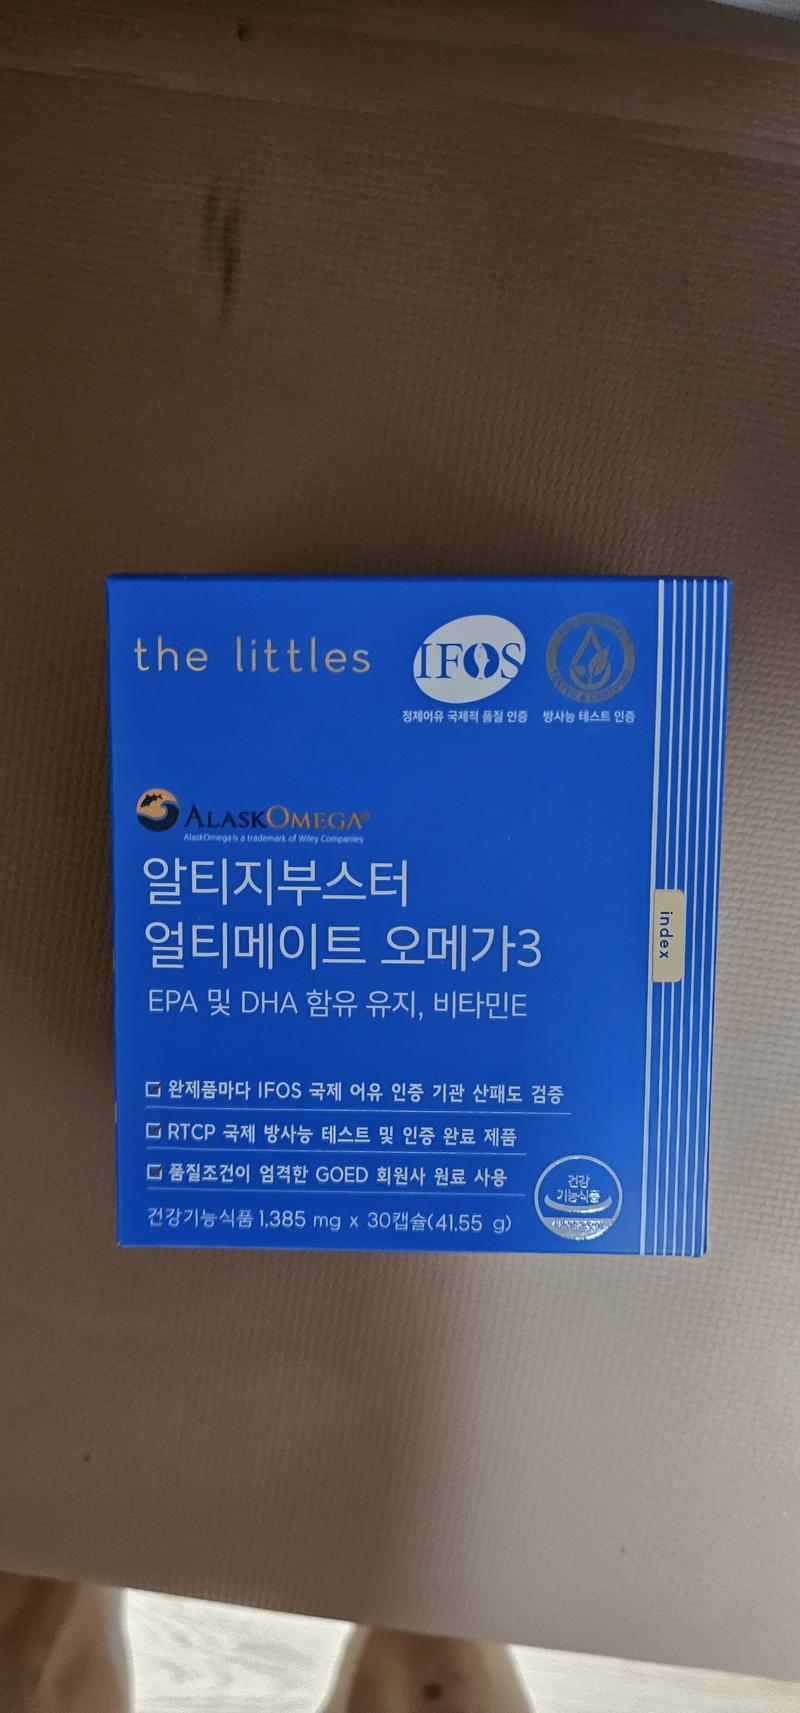 the littles
IFOS
정제어유 국제적 품질 인증
방사능 테스트 인증
ALASKOMEGA®
AlaskOmega is a trademark of Wiley Companies
알티지부스터
얼티메이트 오메가3
EPA 및 DHA 함유 유지, 비타민E
index
완제품마다 IFOS 국제 어유 인증 기관 산패도 검증
RTCP 국제 방사능 테스트 및 인증 완료 제품
품질조건이 엄격한 GOED 회원사 원료 사용
건강기능식품 1,385 mg x 30캡슐(41.55 g)
건강
기능식품